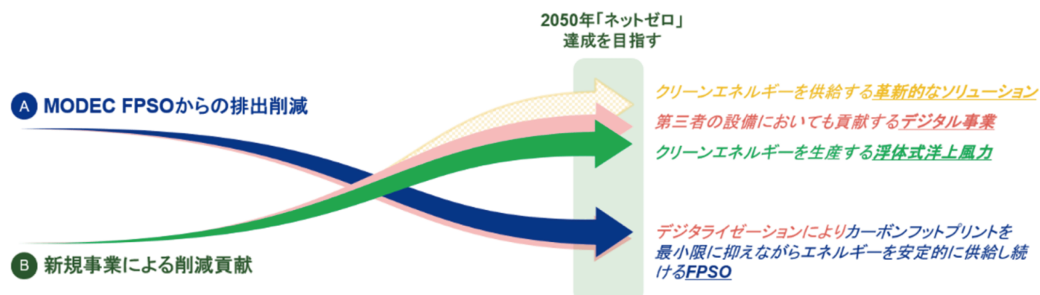 2050年「ネットゼロ」
達成を目指す
A MODEC FPSOからの排出削減
クリーンエネルギーを供給する革新的なソリューション
第三者の設備においても貢献するデジタル事業
クリーンエネルギーを生産する浮体式洋上風力
デジタライゼーションによりカーボンフットプリントを
最小限に抑えながらエネルギーを安定的に供給し続
けるFPSO
B 新規事業による削減貢献